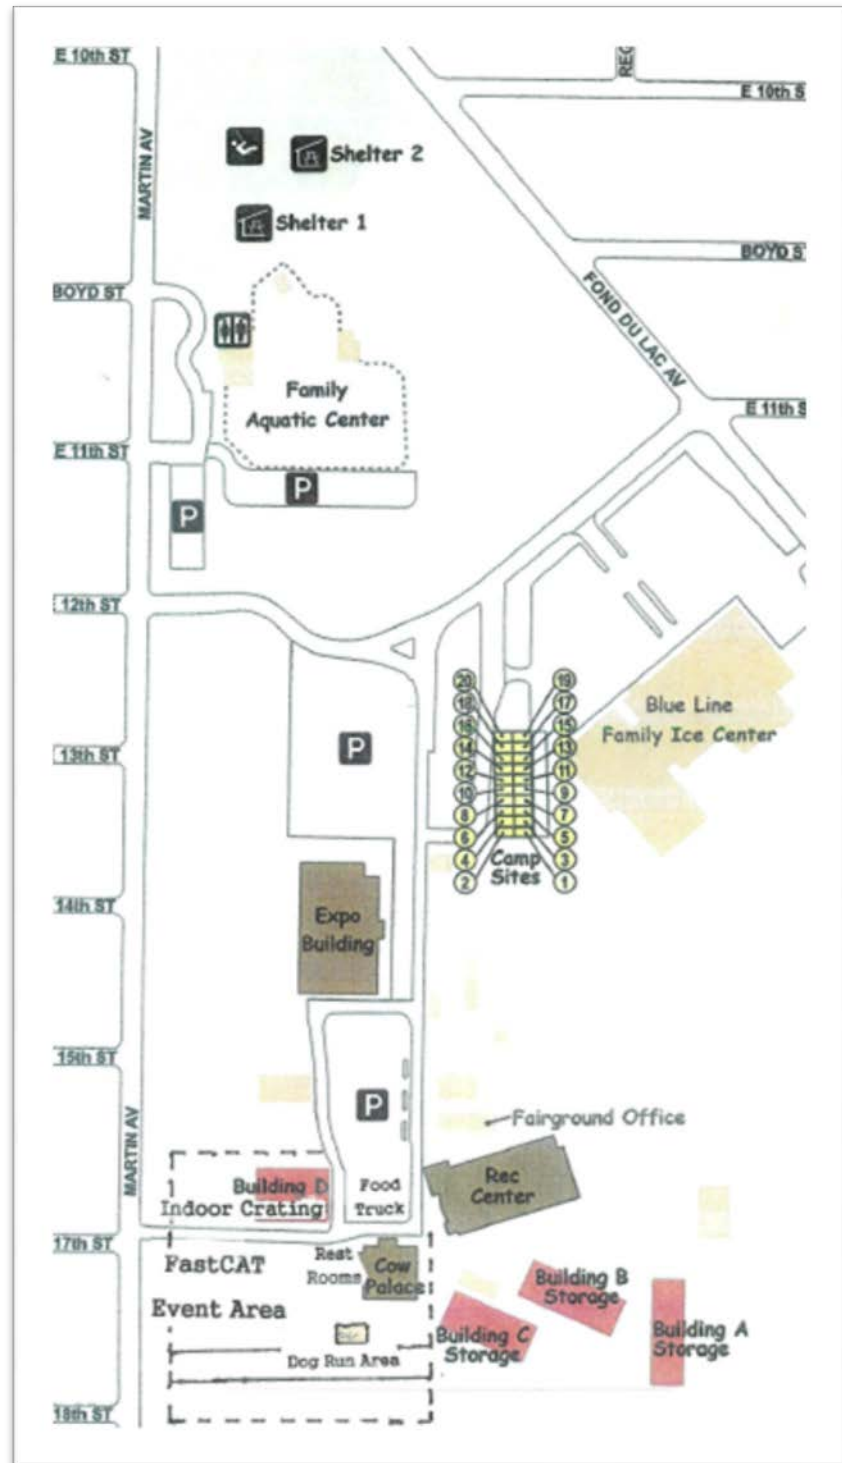 E 10th ST
MARTIN AV
REC
E 10th S
Shelter 2
Shelter 1
BOYD ST
BOYD S
FOND DU LAC AV
Family
Aquatic Center
E 11th ST
E 11th S
P
P
E 12th ST
20
19
18
17
16
15
14
13
12
11
10
9
8
7
6
5
4
3
2
1
Camp
Sites
Blue Line
Family Ice Center
P
13th ST
14th ST
Expo
Building
15th ST
P
Fairground Office
MARTIN AV
Building D
Indoor Crating
Food
Truck
Rec
Center
17th ST
FastCAT
Event Area
Rest
Rooms
Cow
Palace
Building B
Storage
Building C
Storage
Building A
Storage
Dog Run Area
18th ST